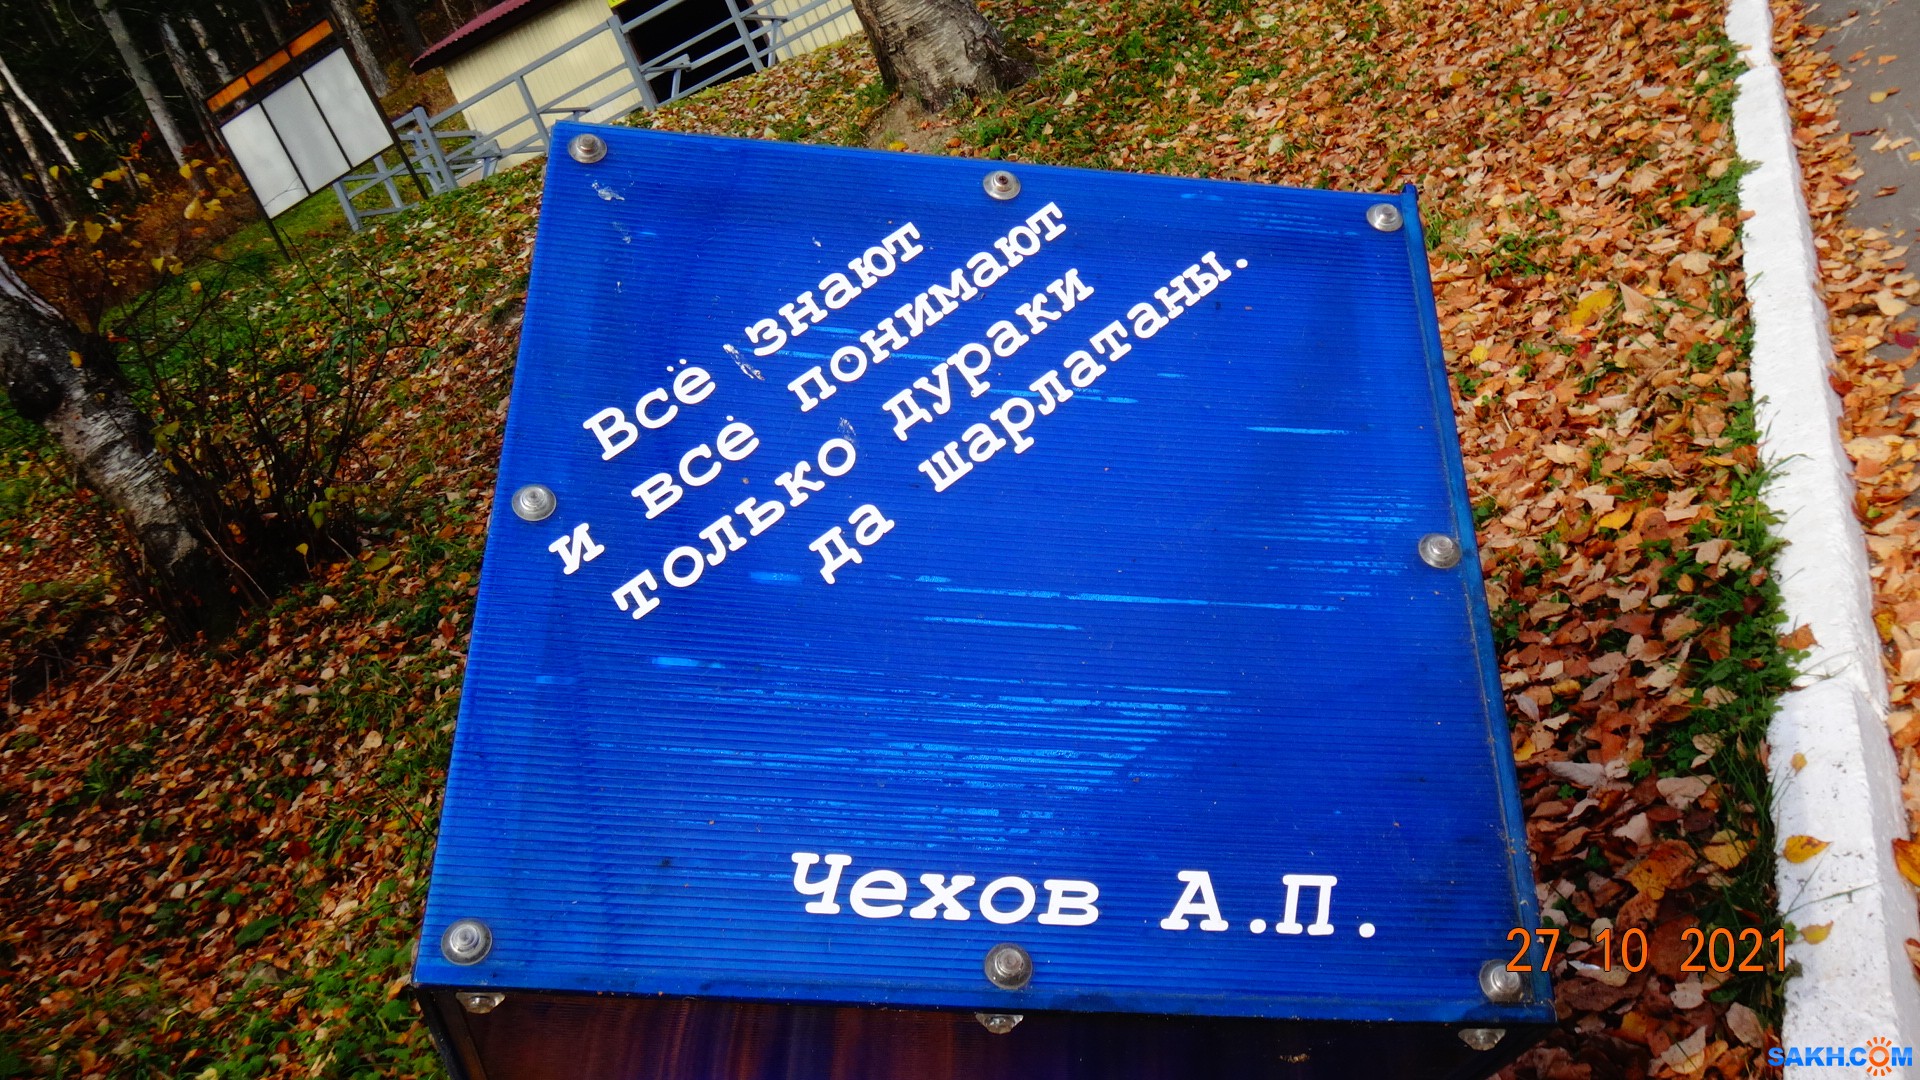 Всё знают
и всё понимают
только дураки
да шарлатаны.
Чехов А.П.
27 10 2021
SAKH.COM